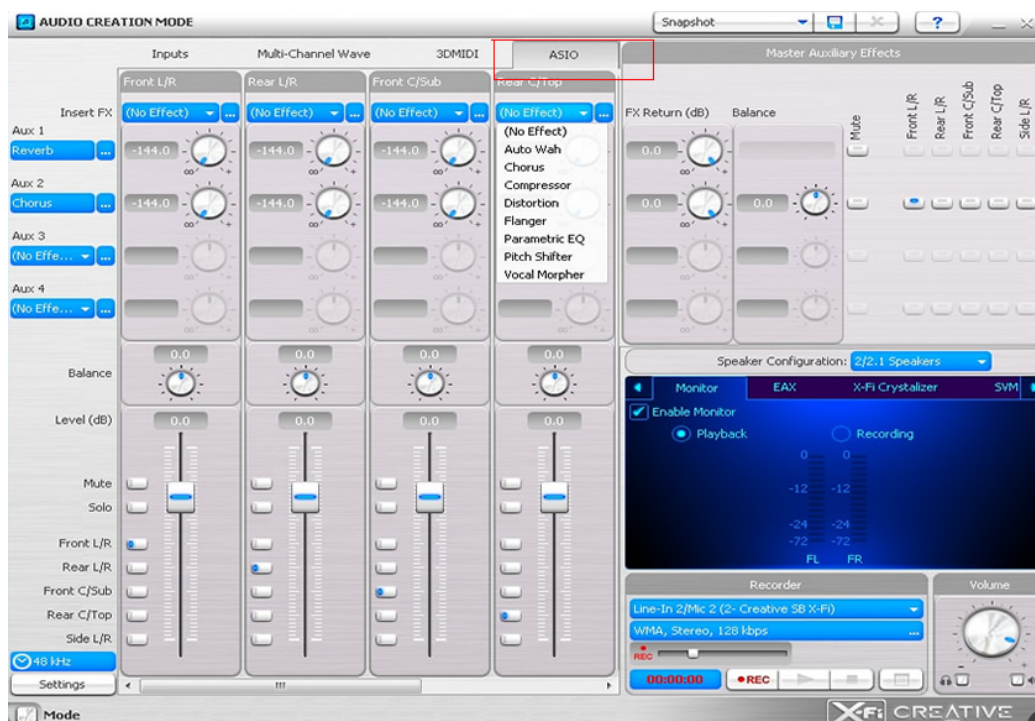 AUDIO CREATION MODE
Snapshot
?
Inputs
Multi-Channel Wave
3DMIDI
ASIO
Master Auxiliary Effects
Front L/R
Rear L/R
Front C/Sub
Rear C/Top
Insert FX
(No Effect) ...
(No Effect) ...
(No Effect) ...
(No Effect) ...
(No Effect)
Auto Wah
Chorus
Compressor
Distortion
Flanger
Parametric EQ
Pitch Shifter
Vocal Morpher
Aux 1
Reverb ...
-144.0
-144.0
-144.0
Aux 2
Chorus ...
-144.0
-144.0
-144.0
Aux 3
(No Effe... ...
Aux 4
(No Effe... ...
FX Return (dB)
Balance
Mute
Front L/R
Rear L/R
Front C/Sub
Rear C/Top
Side L/R
0.0
0.0
0.0
Balance
0.0
0.0
0.0
0.0
Level (dB)
0.0
0.0
0.0
0.0
Mute
Solo
Front L/R
Rear L/R
Front C/Sub
Rear C/Top
Side L/R
48 kHz
Settings
Mode
Speaker Configuration: 2/2.1 Speakers
Monitor
EAX
X-Fi Crystalizer
SVM
Enable Monitor
Playback
Recording
0 0
-12 -12
-24 -24
-72 -72
FL FR
Recorder
Line-In 2/Mic 2 (2- Creative SB X-Fi)
WMA, Stereo, 128 kbps ...
REC
00:00:00
REC
Volume
X-Fi CREATIVE